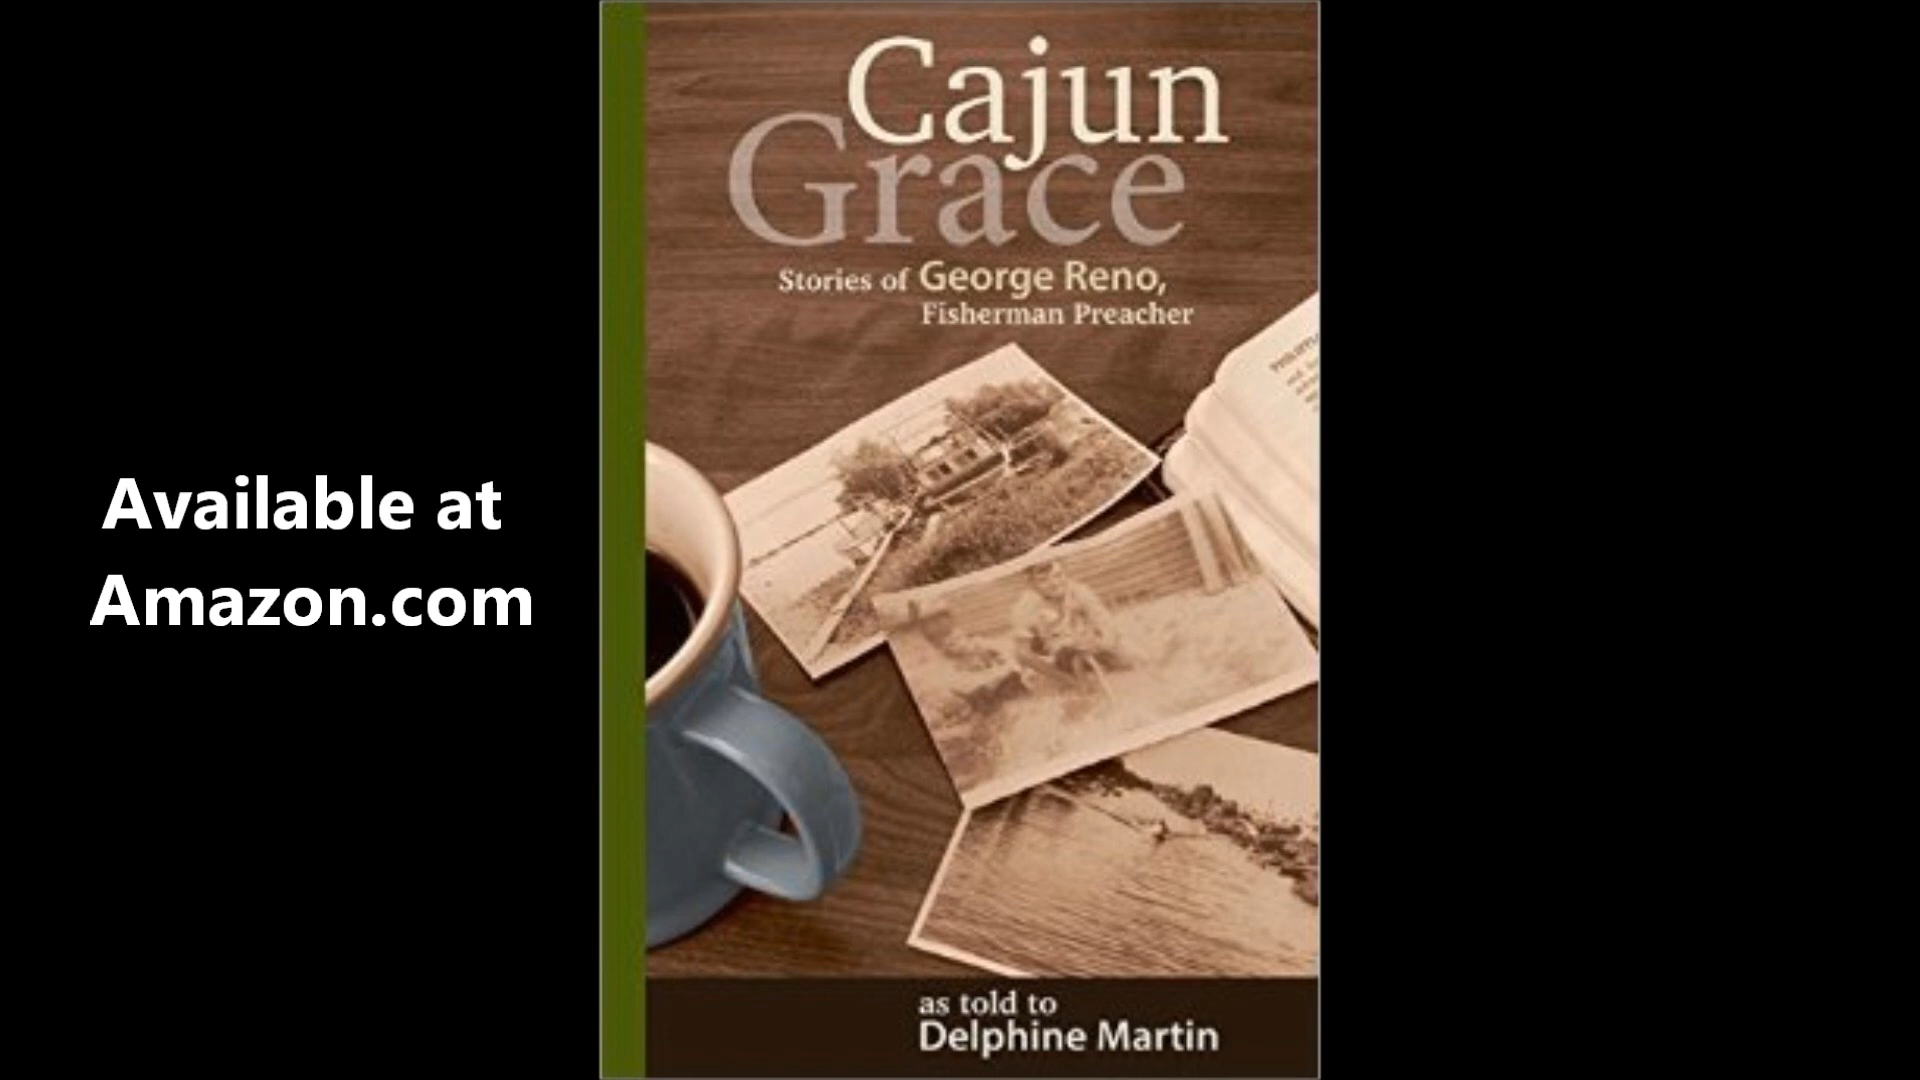 Available at
Amazon.com
Cajun
Grace
Stories of George Reno,
Fisherman Preacher
as told to
Delphine Martin